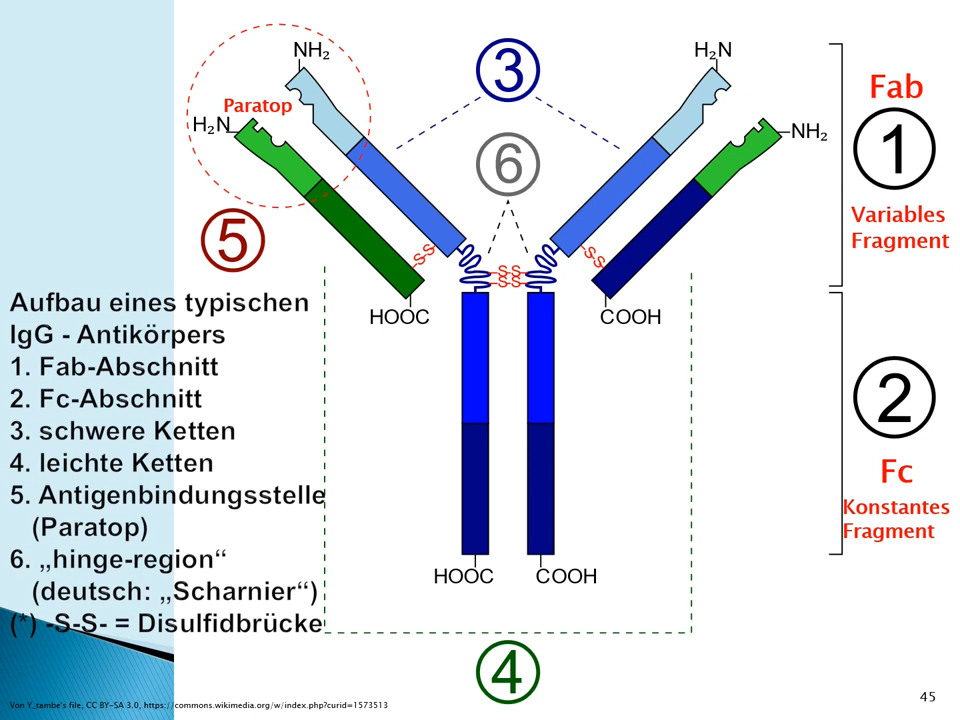 NH₂
H₂N
Paratop
H₂N
NH₂
3
6
5
Fab
1
Variables
Fragment
-S-S-
-S-S-
-S-S-
-S-S-
HOOC
COOH
Aufbau eines typischen
IgG - Antikörpers
1. Fab-Abschnitt
2. Fc-Abschnitt
3. schwere Ketten
4. leichte Ketten
5. Antigenbindungsstelle
(Paratop)
6. „hinge-region“
(deutsch: „Scharnier“)
(*) -S-S- = Disulfidbrücke
2
Fc
Konstantes
Fragment
HOOC
COOH
4
45
Von Y_tambe's file, CC BY-SA 3.0, https://commons.wikimedia.org/w/index.php?curid=1573513